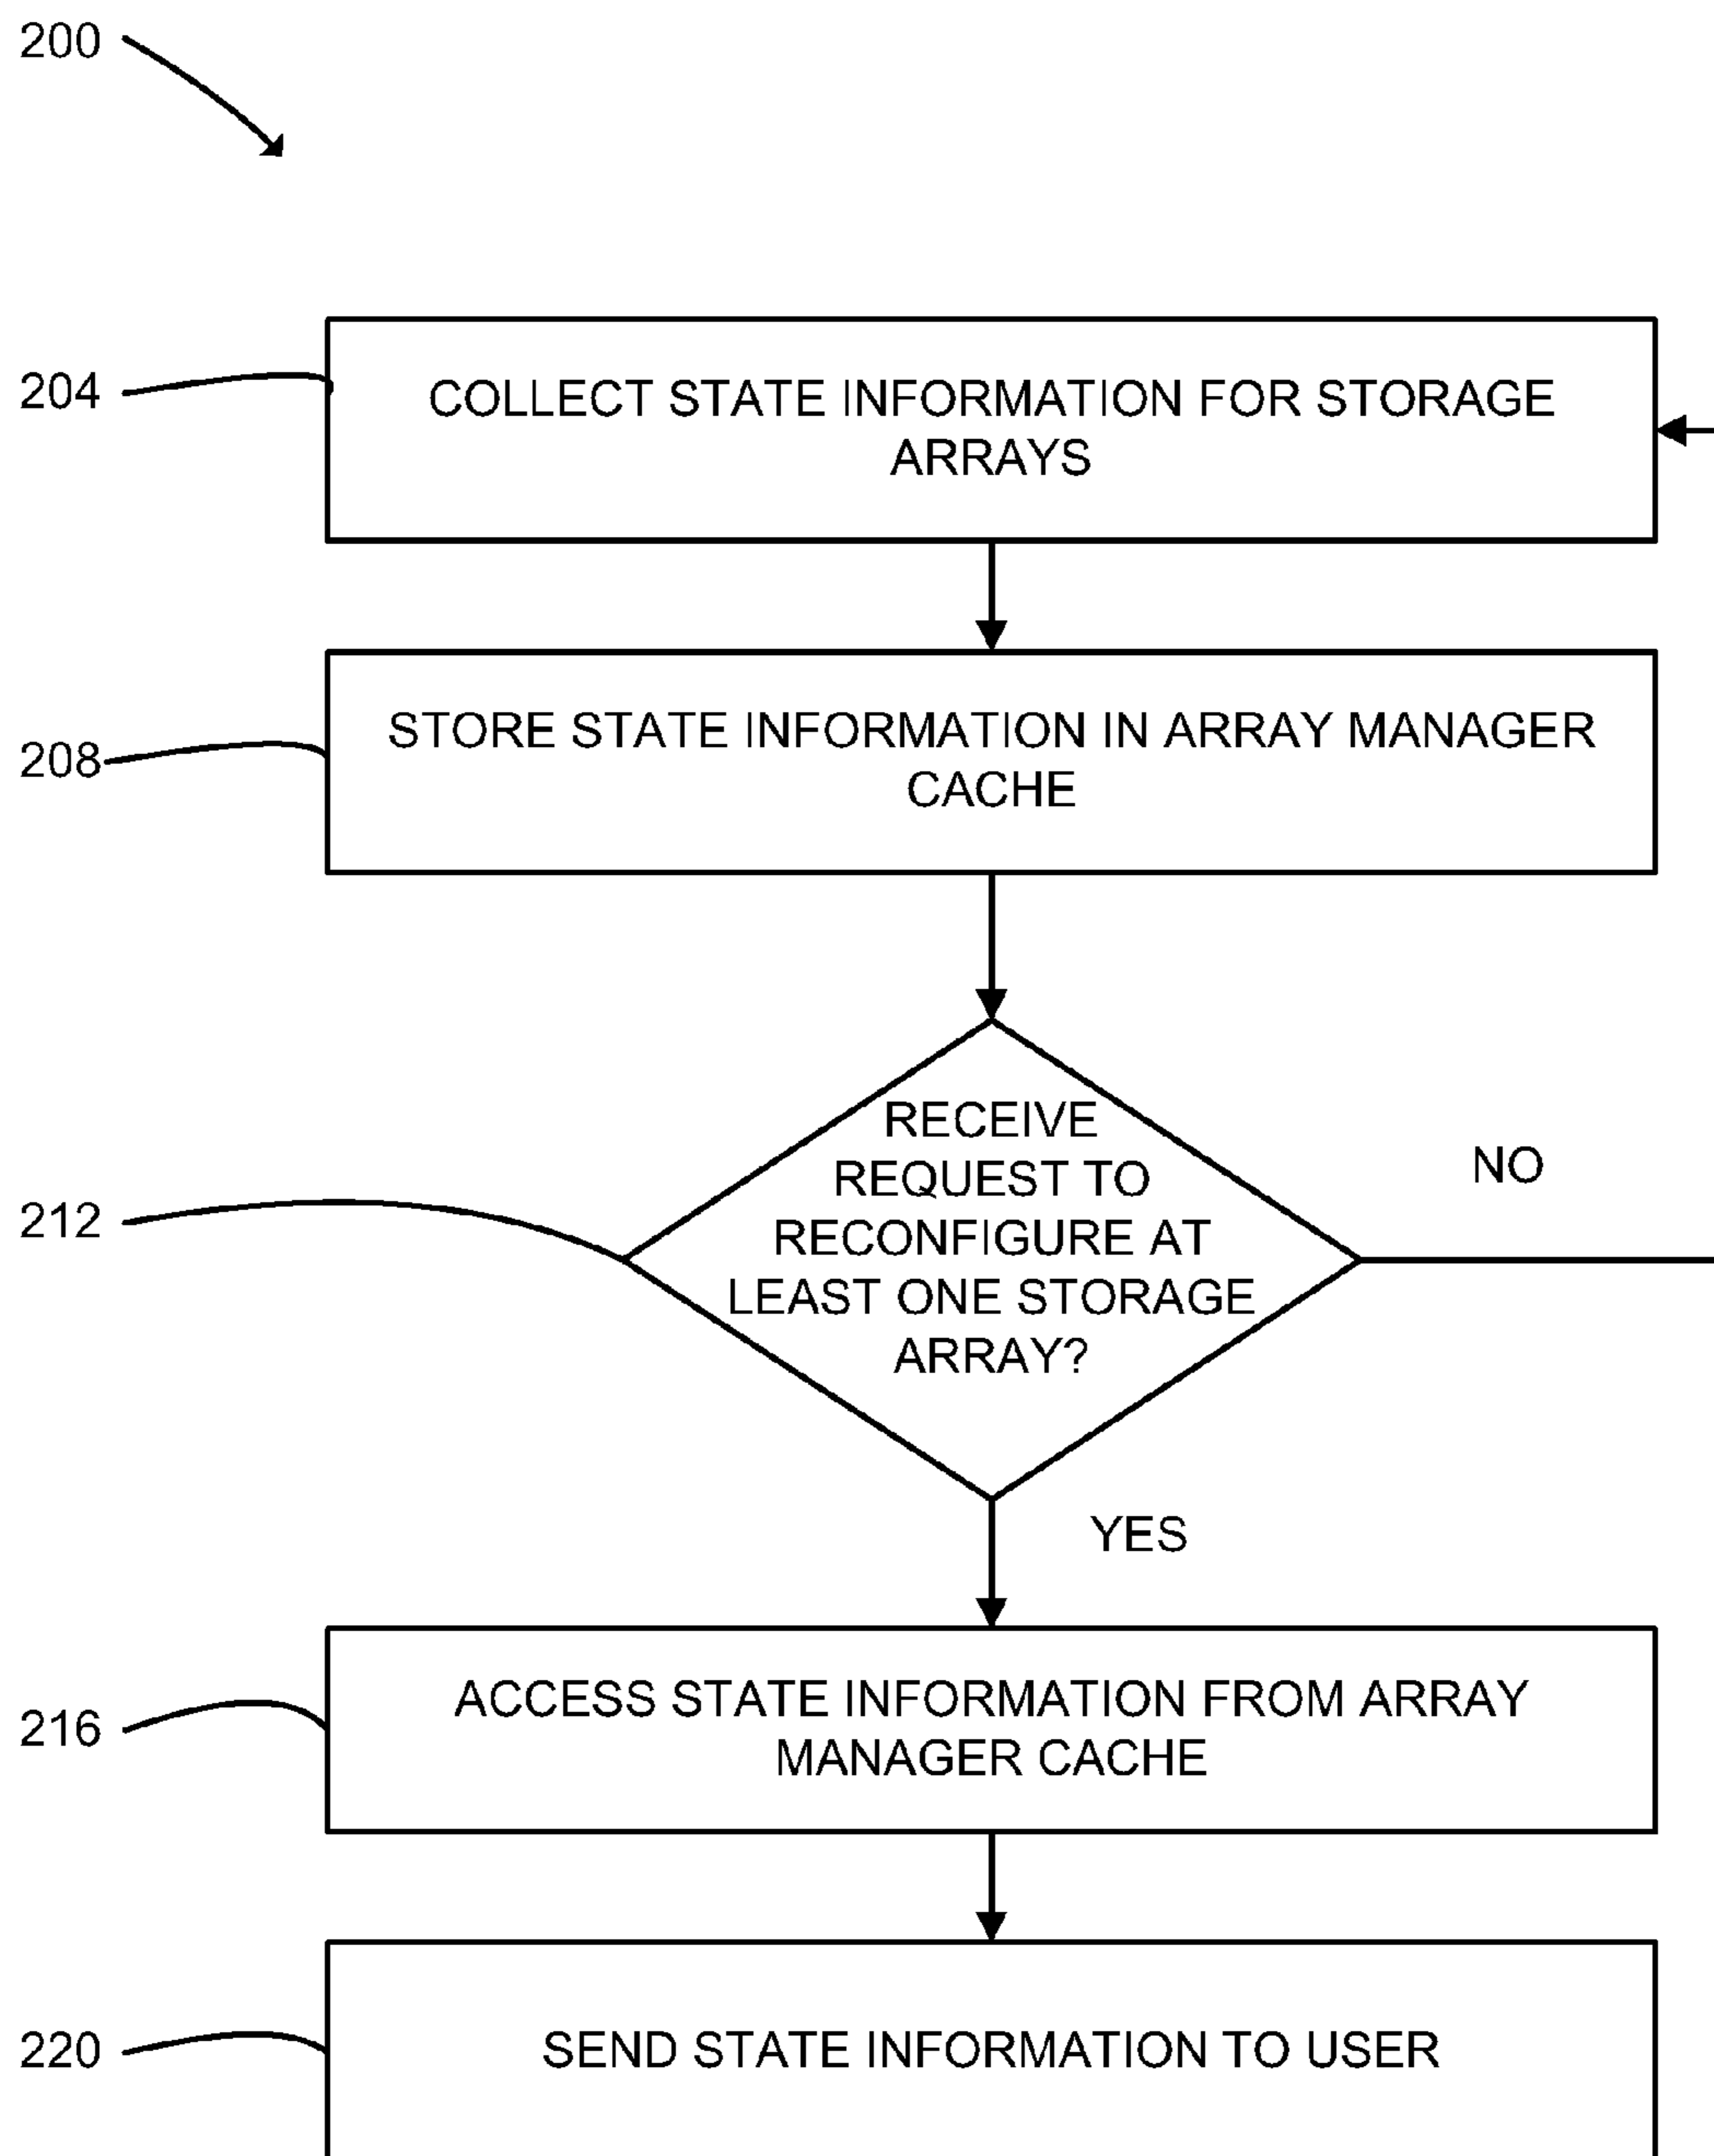 200
204
COLLECT STATE INFORMATION FOR STORAGE
ARRAYS
208
STORE STATE INFORMATION IN ARRAY MANAGER
CACHE
212
RECEIVE
REQUEST TO
RECONFIGURE AT
LEAST ONE STORAGE
ARRAY?
NO
YES
216
ACCESS STATE INFORMATION FROM ARRAY
MANAGER CACHE
220
SEND STATE INFORMATION TO USER